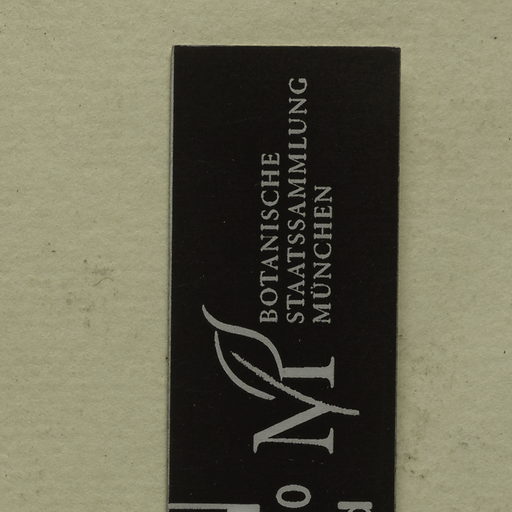 BOTANISCHE
STAATSSAMMLUNG
MÜNCHEN
M
o